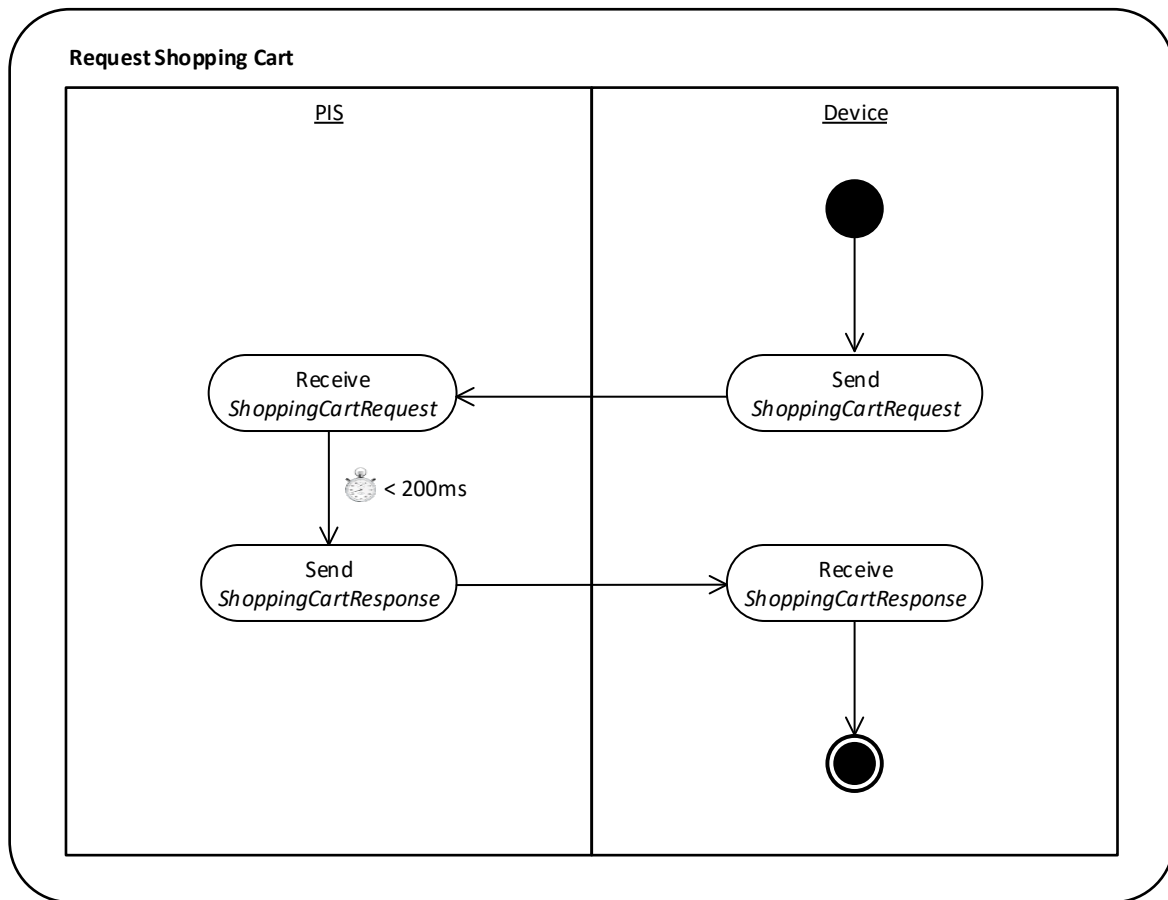 Request Shopping Cart
PIS
Device
Receive
ShoppingCartRequest
Send
ShoppingCartRequest
< 200ms
Send
ShoppingCartResponse
Receive
ShoppingCartResponse